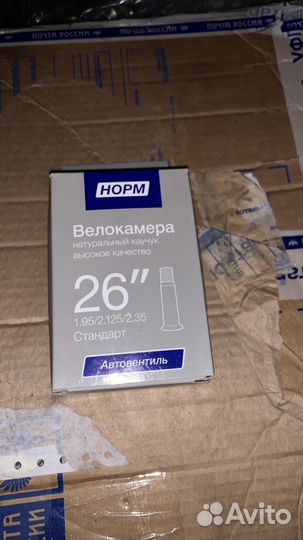 ПОЧТА РОССИИ
НОРМ
Велокамера
натуральный каучук
высокое качество
26"
1.95/2.125/2.35
Стандарт
Автовентиль
Avito